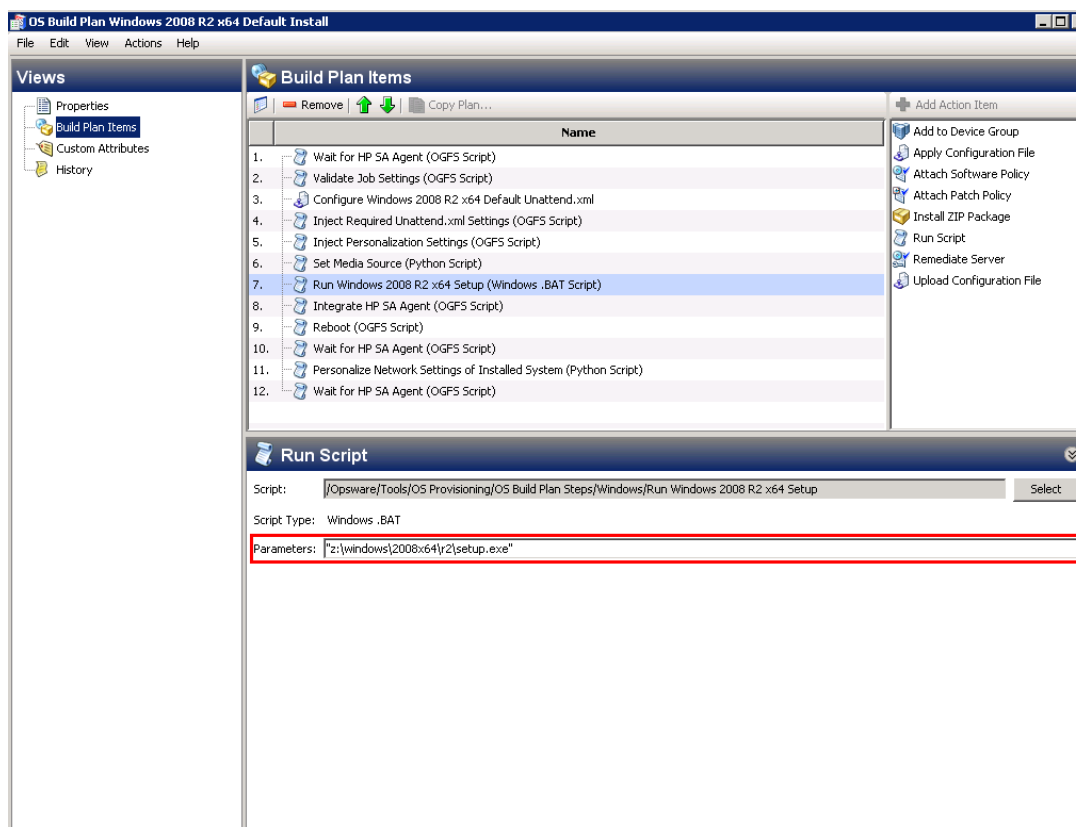 OS Build Plan Windows 2008 R2 x64 Default Install
File Edit View Actions Help
Views
Properties
Build Plan Items
Custom Attributes
History
Build Plan Items
Remove Copy Plan...
Name
1. Wait for HP SA Agent (OGFS Script)
2. Validate Job Settings (OGFS Script)
3. Configure Windows 2008 R2 x64 Default Unattend.xml
4. Inject Required Unattend.xml Settings (OGFS Script)
5. Inject Personalization Settings (OGFS Script)
6. Set Media Source (Python Script)
7. Run Windows 2008 R2 x64 Setup (Windows .BAT Script)
8. Integrate HP SA Agent (OGFS Script)
9. Reboot (OGFS Script)
10. Wait for HP SA Agent (OGFS Script)
11. Personalize Network Settings of Installed System (Python Script)
12. Wait for HP SA Agent (OGFS Script)
Add Action Item
Add to Device Group
Apply Configuration File
Attach Software Policy
Attach Patch Policy
Install ZIP Package
Run Script
Remediate Server
Upload Configuration File
Run Script
Script: /Opsware/Tools/OS Provisioning/OS Build Plan Steps/Windows/Run Windows 2008 R2 x64 Setup Select
Script Type: Windows .BAT
Parameters: "z:\windows\2008x64\r2\setup.exe"